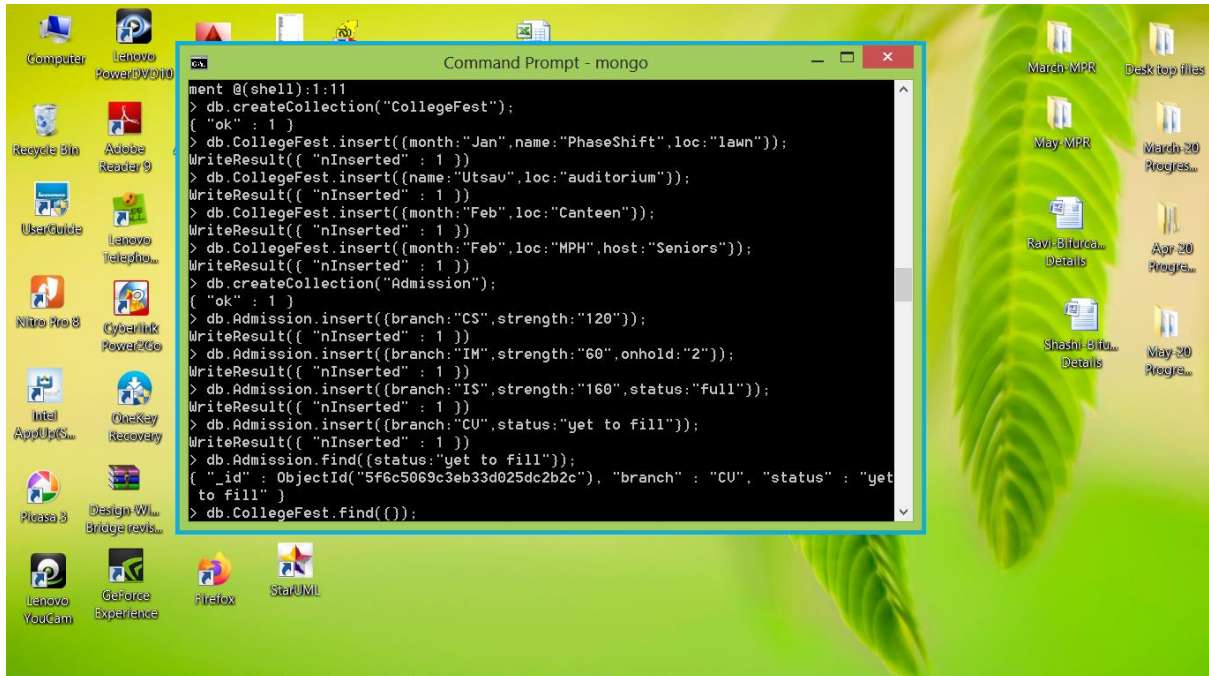 Computer
Lenovo
PowerDVD10
Recycle Bin
Adobe
Reader 9
UserGuide
Lenovo
Telepho...
Nitro Pro 8
Cyberlink
Power2Go
Intel
AppUp(S...
OneKey
Recovery
Picasa 3
Design-Wi...
Bridge revis...
Lenovo
YouCam
GeForce
Experience
Firefox
StarUML
Command Prompt - mongo
ment @(shell):1:11
> db.createCollection("CollegeFest");
{ "ok" : 1 }
> db.CollegeFest.insert({month:"Jan",name:"PhaseShift",loc:"lawn"});
WriteResult({ "nInserted" : 1 })
> db.CollegeFest.insert({name:"Utsav",loc:"auditorium"});
WriteResult({ "nInserted" : 1 })
> db.CollegeFest.insert({month:"Feb",loc:"Canteen"});
WriteResult({ "nInserted" : 1 })
> db.CollegeFest.insert({month:"Feb",loc:"MPH",host:"Seniors"});
WriteResult({ "nInserted" : 1 })
> db.createCollection("Admission");
{ "ok" : 1 }
> db.Admission.insert({branch:"CS",strength:"120"});
WriteResult({ "nInserted" : 1 })
> db.Admission.insert({branch:"IM",strength:"60",onhold:"2"});
WriteResult({ "nInserted" : 1 })
> db.Admission.insert({branch:"IS",strength:"160",status:"full"});
WriteResult({ "nInserted" : 1 })
> db.Admission.insert({branch:"CV",status:"yet to fill"});
WriteResult({ "nInserted" : 1 })
> db.Admission.find({status:"yet to fill"});
{ "_id" : ObjectId("5f6c5069c3eb33d025dc2b2c"), "branch" : "CV", "status" : "yet
 to fill" }
> db.CollegeFest.find({});
March-MPR
Desk top files
May-MPR
March-20
Progres...
Ravi-Bifurca...
Details
Apr-20
Progre...
Shashi-Bifu...
Details
May-20
Progre...